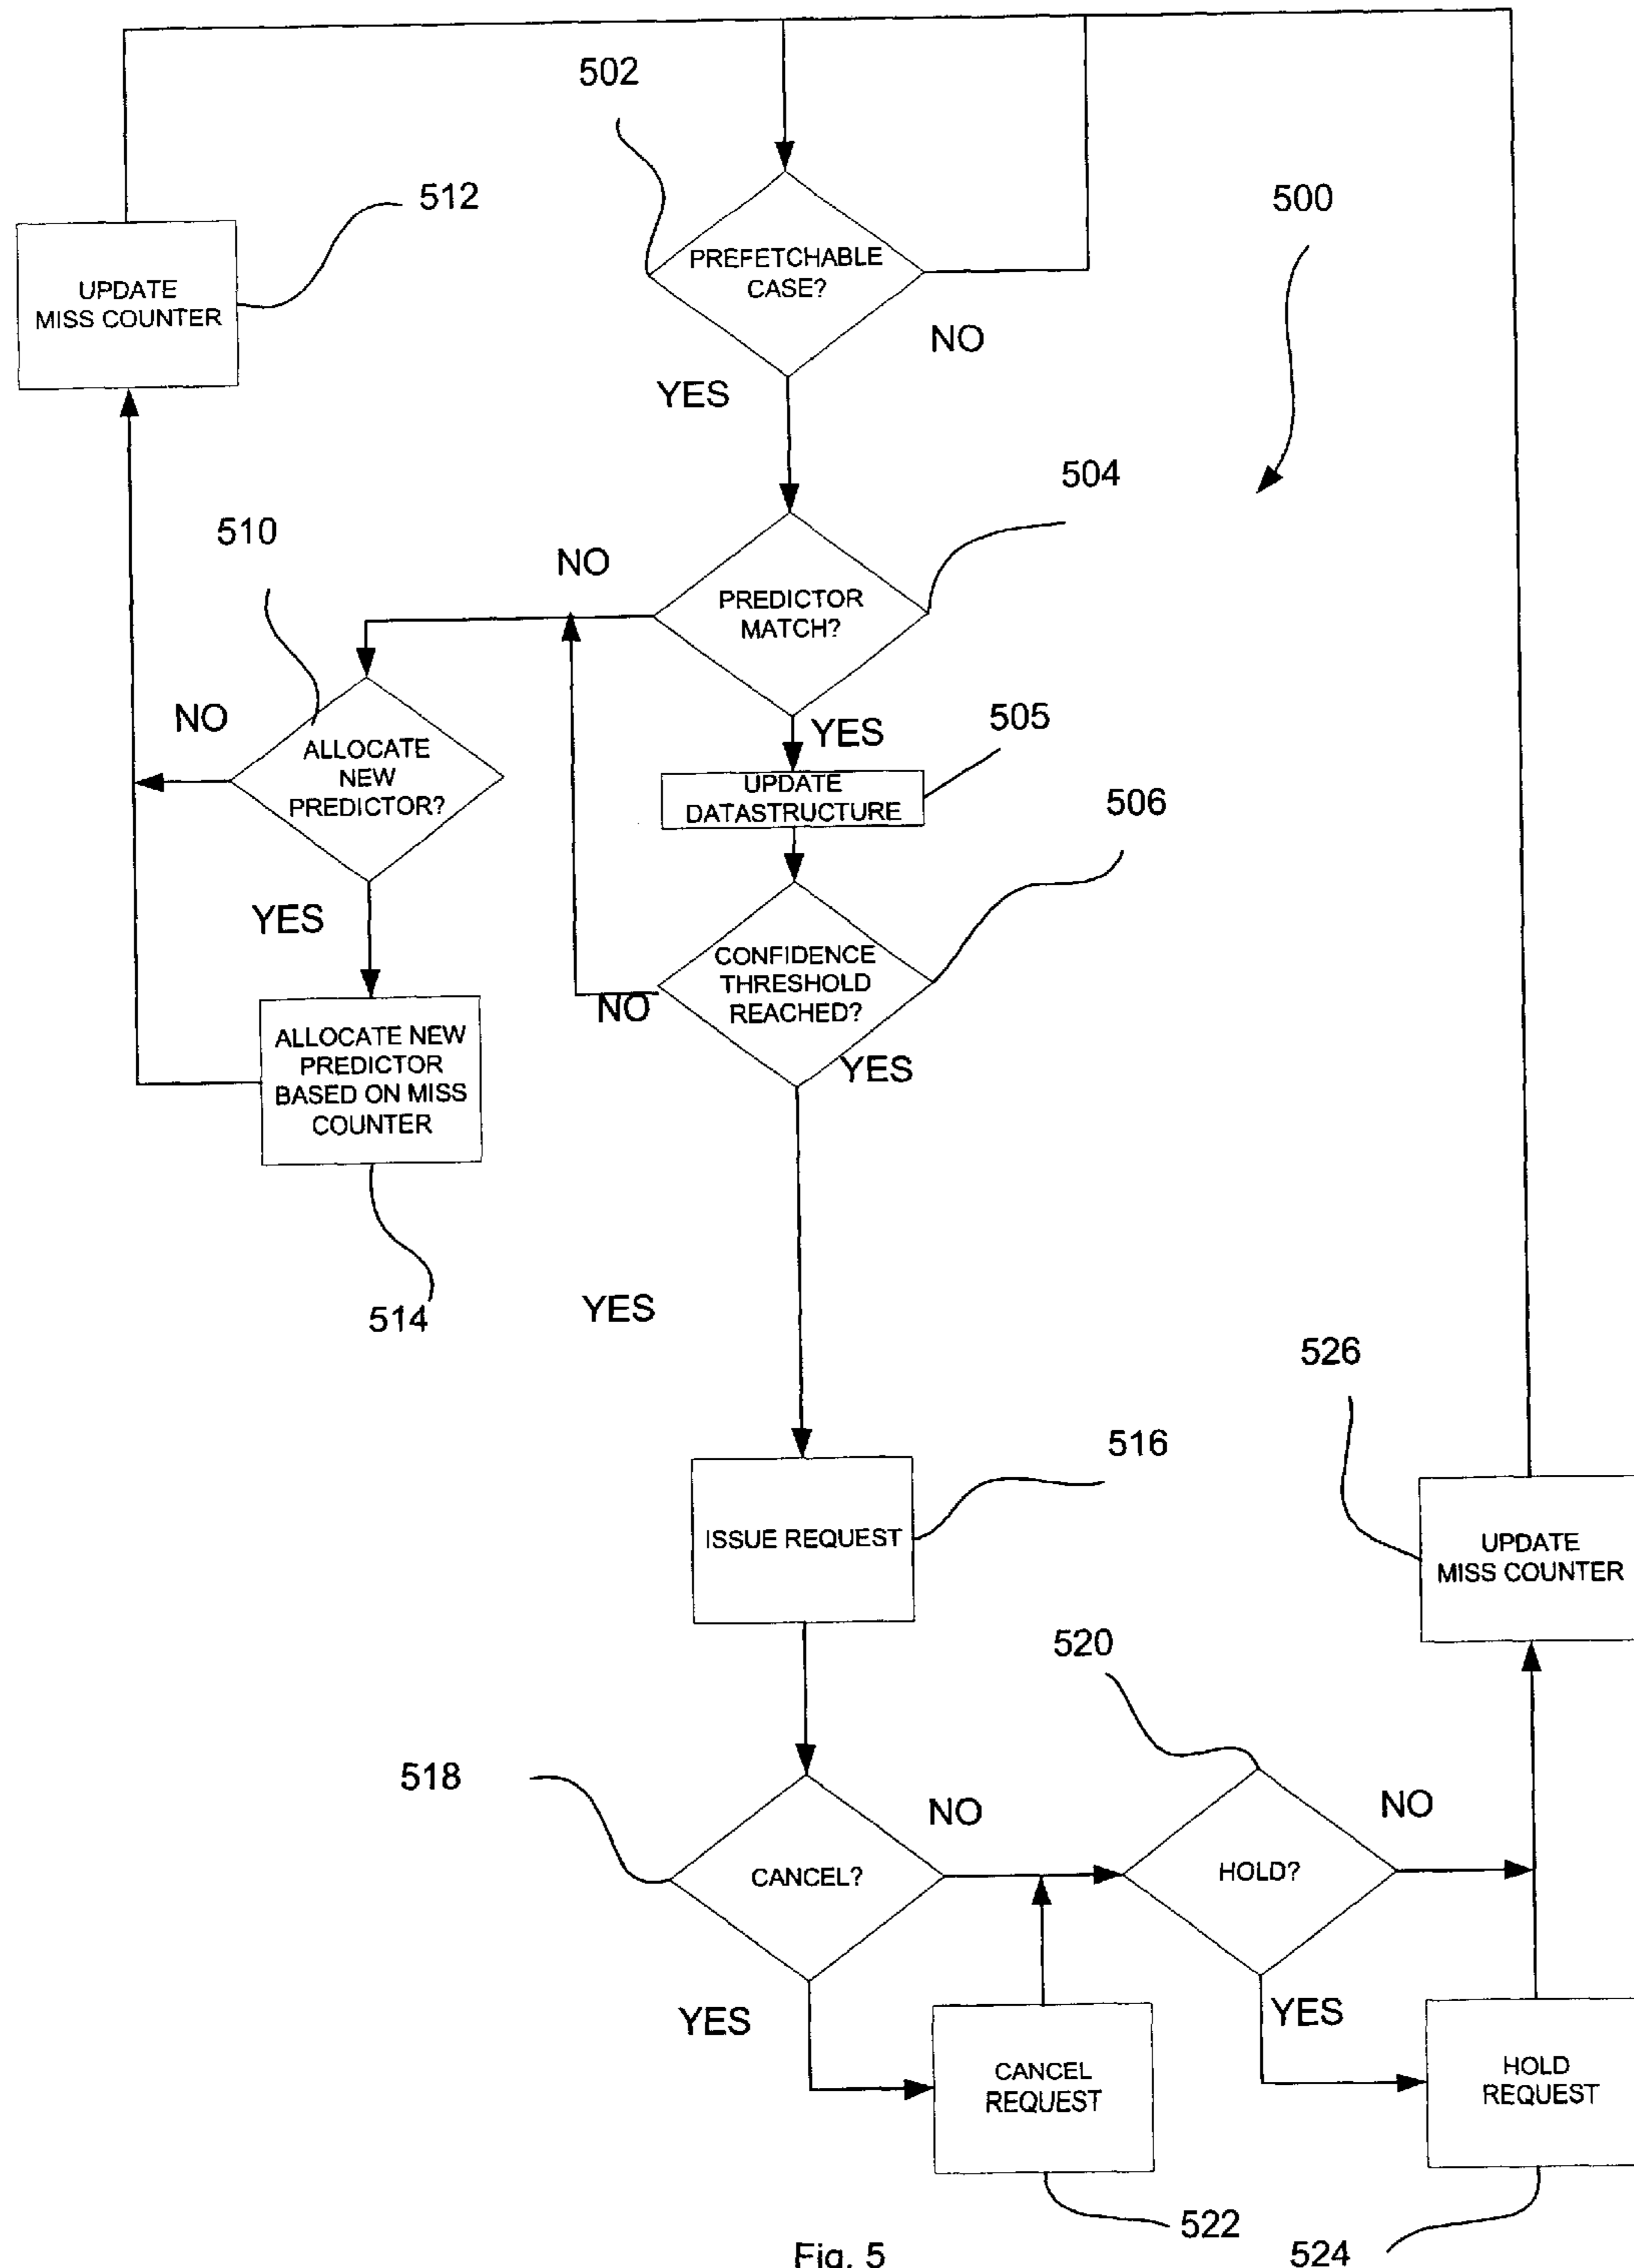 502
512
500
UPDATE
MISS COUNTER
PREFETCHABLE
CASE?
NO
YES
504
510
NO
PREDICTOR
MATCH?
NO
YES
505
ALLOCATE
NEW
PREDICTOR?
UPDATE
DATASTRUCTURE
506
YES
CONFIDENCE
THRESHOLD
REACHED?
NO
YES
ALLOCATE NEW
PREDICTOR
BASED ON MISS
COUNTER
514
YES
526
516
ISSUE REQUEST
UPDATE
MISS COUNTER
520
518
NO
NO
CANCEL?
HOLD?
YES
YES
CANCEL
REQUEST
HOLD
REQUEST
522
524
Fig. 5